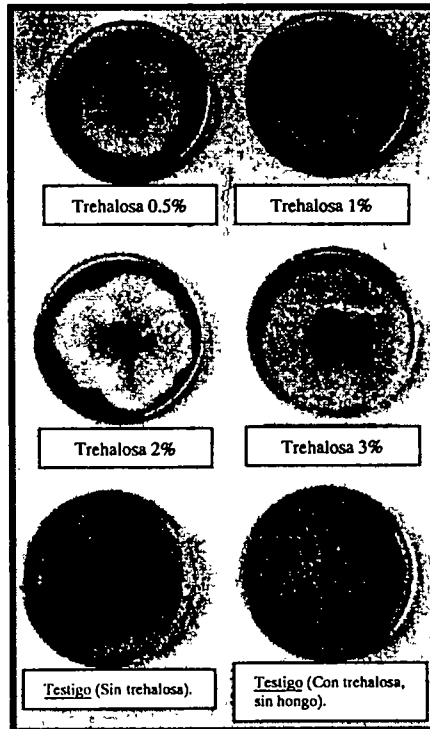 Trehalosa 0.5%
Trehalosa 1%
Trehalosa 2%
Trehalosa 3%
Testigo (Sin trehalosa).
Testigo (Con trehalosa,
sin hongo).